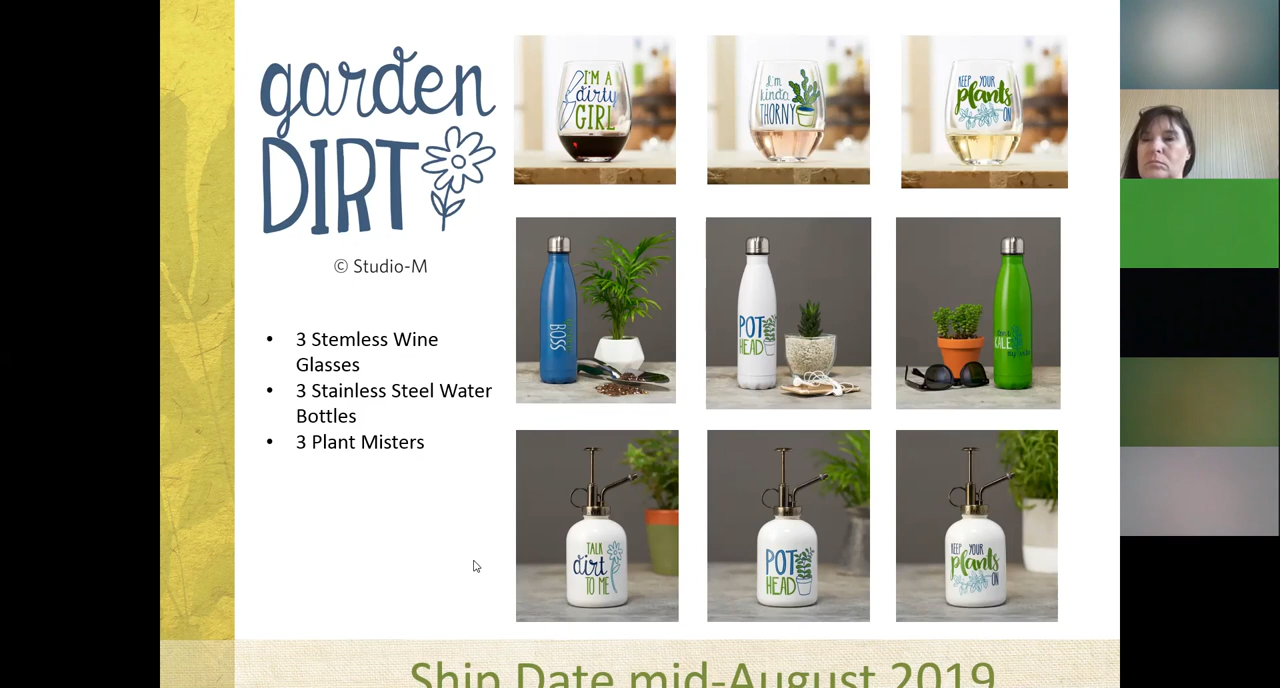 garden
DIRT
© Studio-M
• 3 Stemless Wine
Glasses
• 3 Stainless Steel Water
Bottles
• 3 Plant Misters
I'M A
dirty
GIRL
I'm
kinda
THORNY
KEEP YOUR
plants
ON
BOSS
POT
HEAD
KALE
TALK
dirt
TO ME
POT
HEAD
KEEP YOUR
plants
ON
Ship Date mid-August 2019